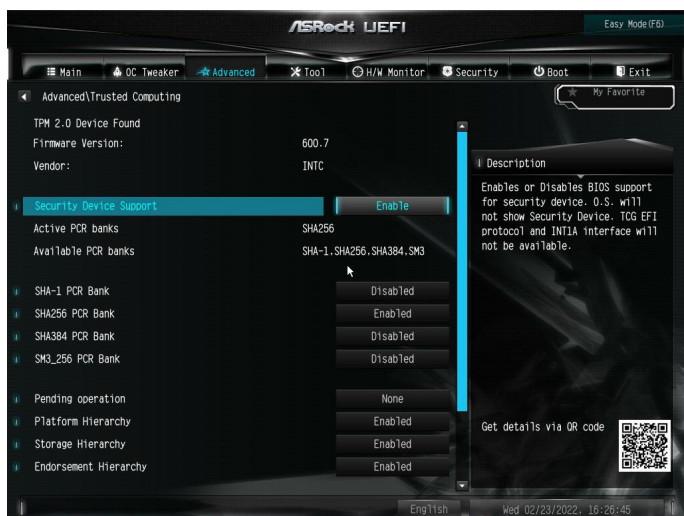 ASRock UEFI
Easy Mode(F6)
Main OC Tweaker Advanced Tool H/W Monitor Security Boot Exit
Advanced\Trusted Computing
My Favorite
TPM 2.0 Device Found
Firmware Version: 600.7
Vendor: INTC
Security Device Support Enable
Active PCR banks SHA256
Available PCR banks SHA-1.SHA256.SHA384.SM3
SHA-1 PCR Bank Disabled
SHA256 PCR Bank Enabled
SHA384 PCR Bank Disabled
SM3_256 PCR Bank Disabled
Pending operation None
Platform Hierarchy Enabled
Storage Hierarchy Enabled
Endorsement Hierarchy Enabled
Description
Enables or Disables BIOS support
for security device. O.S. will
not show Security Device. TCG EFI
protocol and INT1A interface will
not be available.
Get details via QR code
English
Wed 02/23/2022. 16:26:45